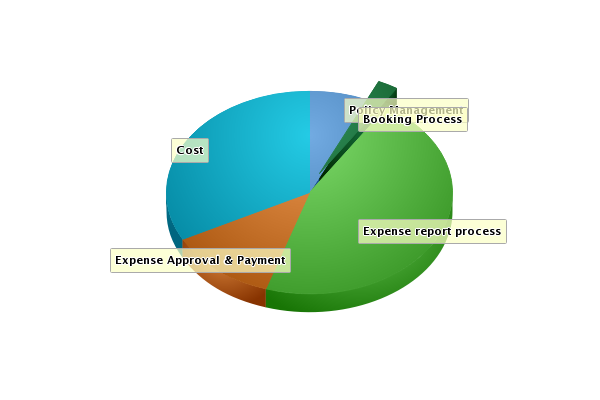 Policy Management
Booking Process
Cost
Expense report process
Expense Approval & Payment